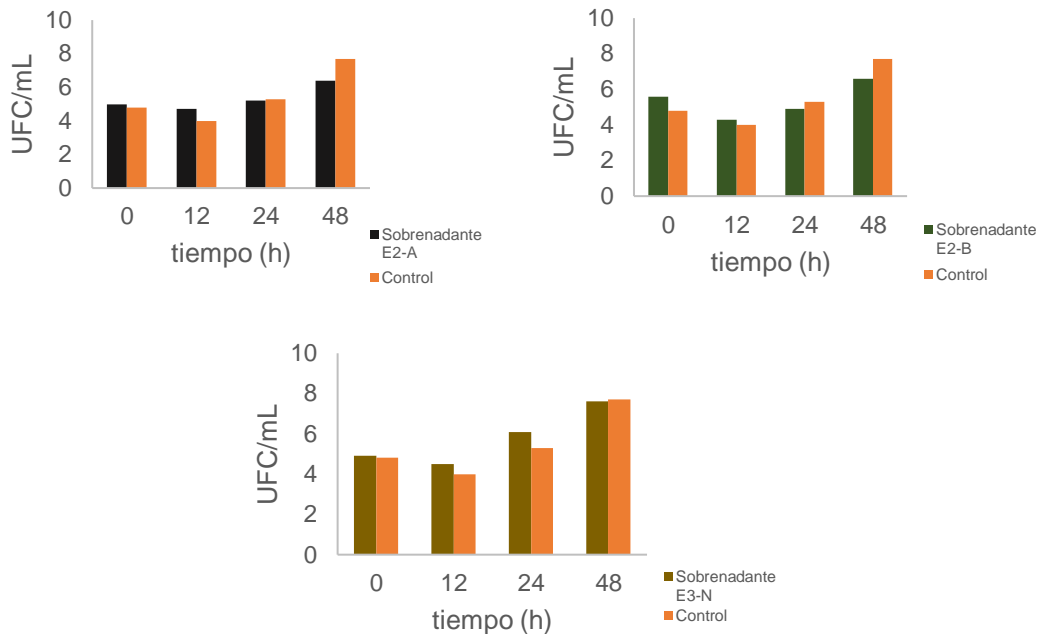 10
8
6
4
2
0
UFC/mL
0 12 24 48
tiempo (h)
Sobrenadante
E2-A
Control
10
8
6
4
2
0
UFC/mL
0 12 24 48
tiempo (h)
Sobrenadante
E2-B
Control
10
8
6
4
2
0
UFC/mL
0 12 24 48
tiempo (h)
Sobrenadante
E3-N
Control